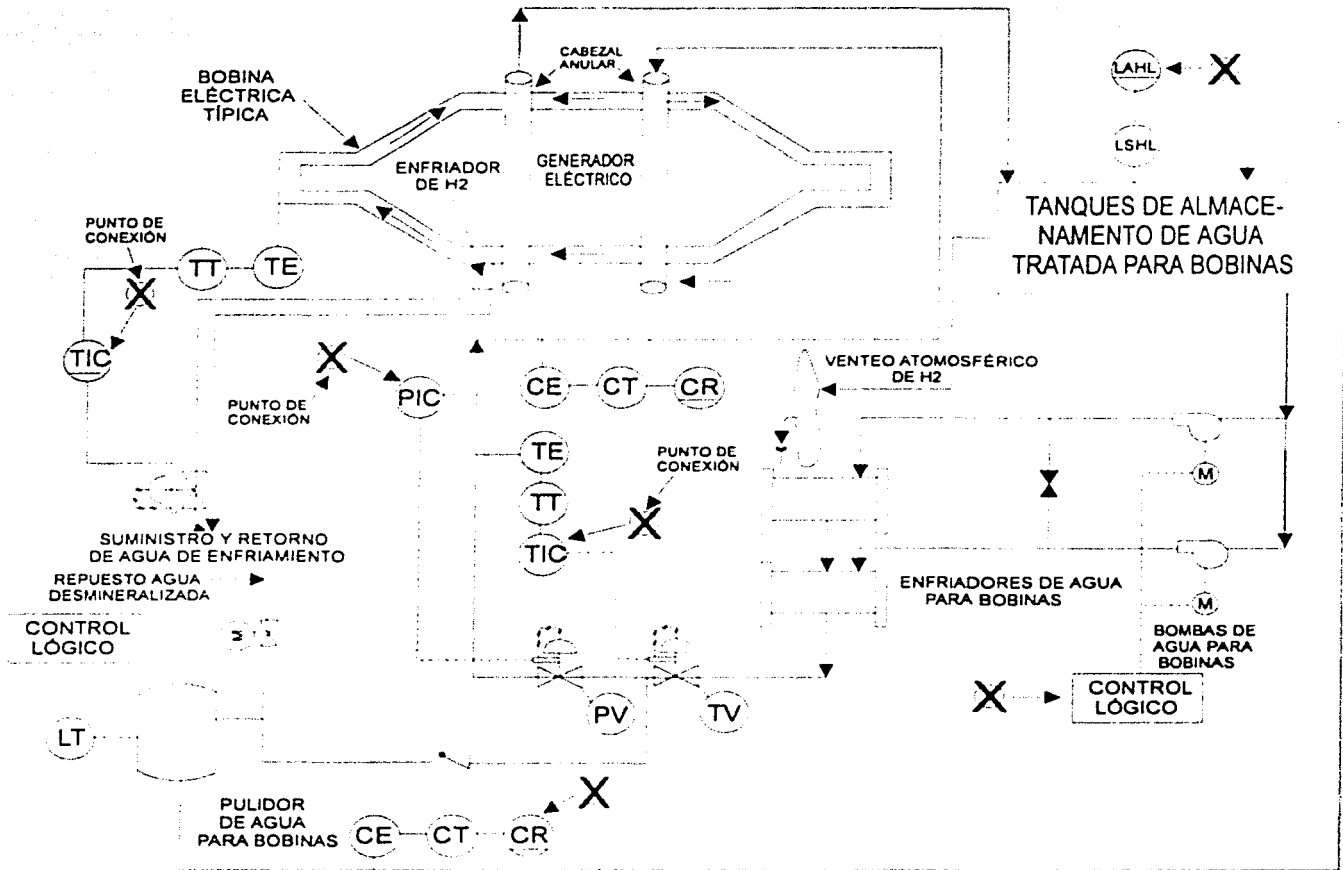 CABEZAL
ANULAR
BOBINA
ELÉCTRICA
TÍPICA
LAHL
LSHL
ENFRIADOR
DE H2
GENERADOR
ELÉCTRICO
TANQUES DE ALMACE-
NAMENTO DE AGUA
TRATADA PARA BOBINAS
PUNTO DE
CONEXIÓN
TT
TE
TIC
PUNTO DE
CONEXIÓN
PIC
CE
CT
CR
VENTEO ATOMOSFÉRICO
DE H2
TE
TT
TIC
PUNTO DE
CONEXIÓN
M
SUMINISTRO Y RETORNO
DE AGUA DE ENFRIAMIENTO
REPUESTO AGUA
DESMINERALIZADA
ENFRIADORES DE AGUA
PARA BOBINAS
M
BOMBAS DE
AGUA PARA
BOBINAS
CONTROL
LÓGICO
M
CONTROL
LÓGICO
PV
TV
LT
PULIDOR
DE AGUA
PARA BOBINAS
CE
CT
CR